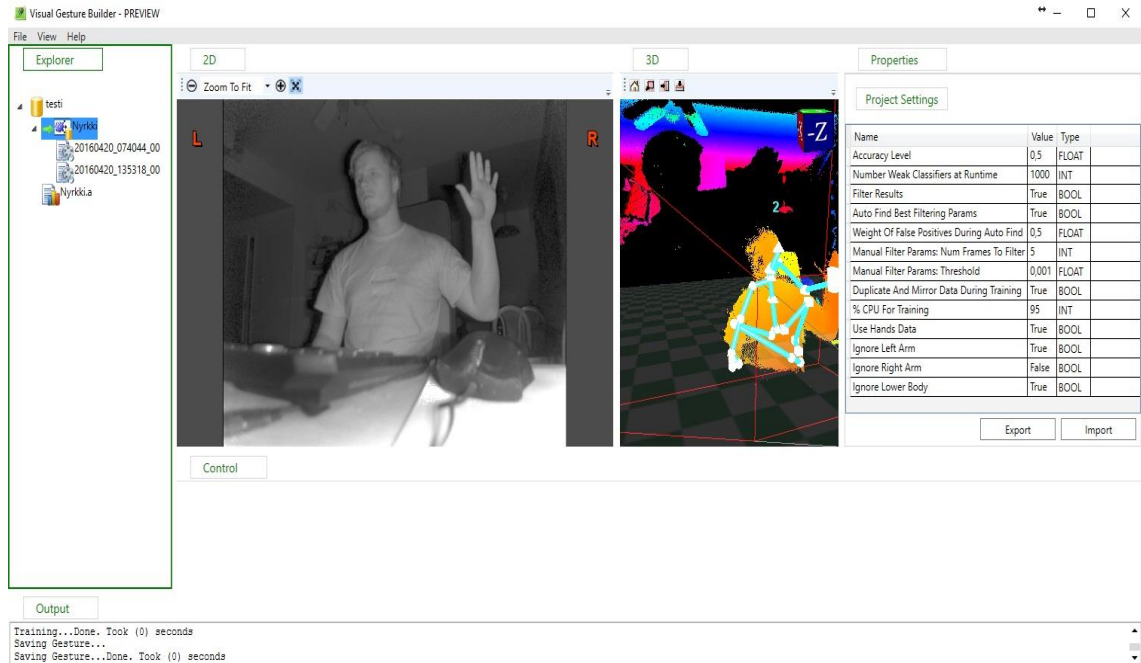 Visual Gesture Builder - PREVIEW
File View Help
Explorer
testi
Nyrkki
20160420_074044_00
20160420_135318_00
Nyrkki.a
2D
Zoom To Fit
L
R
3D
-Z
2
Properties
Project Settings
Name Value Type
Accuracy Level 0,5 FLOAT
Number Weak Classifiers at Runtime 1000 INT
Filter Results True BOOL
Auto Find Best Filtering Params True BOOL
Weight Of False Positives During Auto Find 0,5 FLOAT
Manual Filter Params: Num Frames To Filter 5 INT
Manual Filter Params: Threshold 0,001 FLOAT
Duplicate And Mirror Data During Training True BOOL
% CPU For Training 95 INT
Use Hands Data True BOOL
Ignore Left Arm True BOOL
Ignore Right Arm False BOOL
Ignore Lower Body True BOOL
Export Import
Control
Output
Training...Done. Took (0) seconds
Saving Gesture...
Saving Gesture...Done. Took (0) seconds